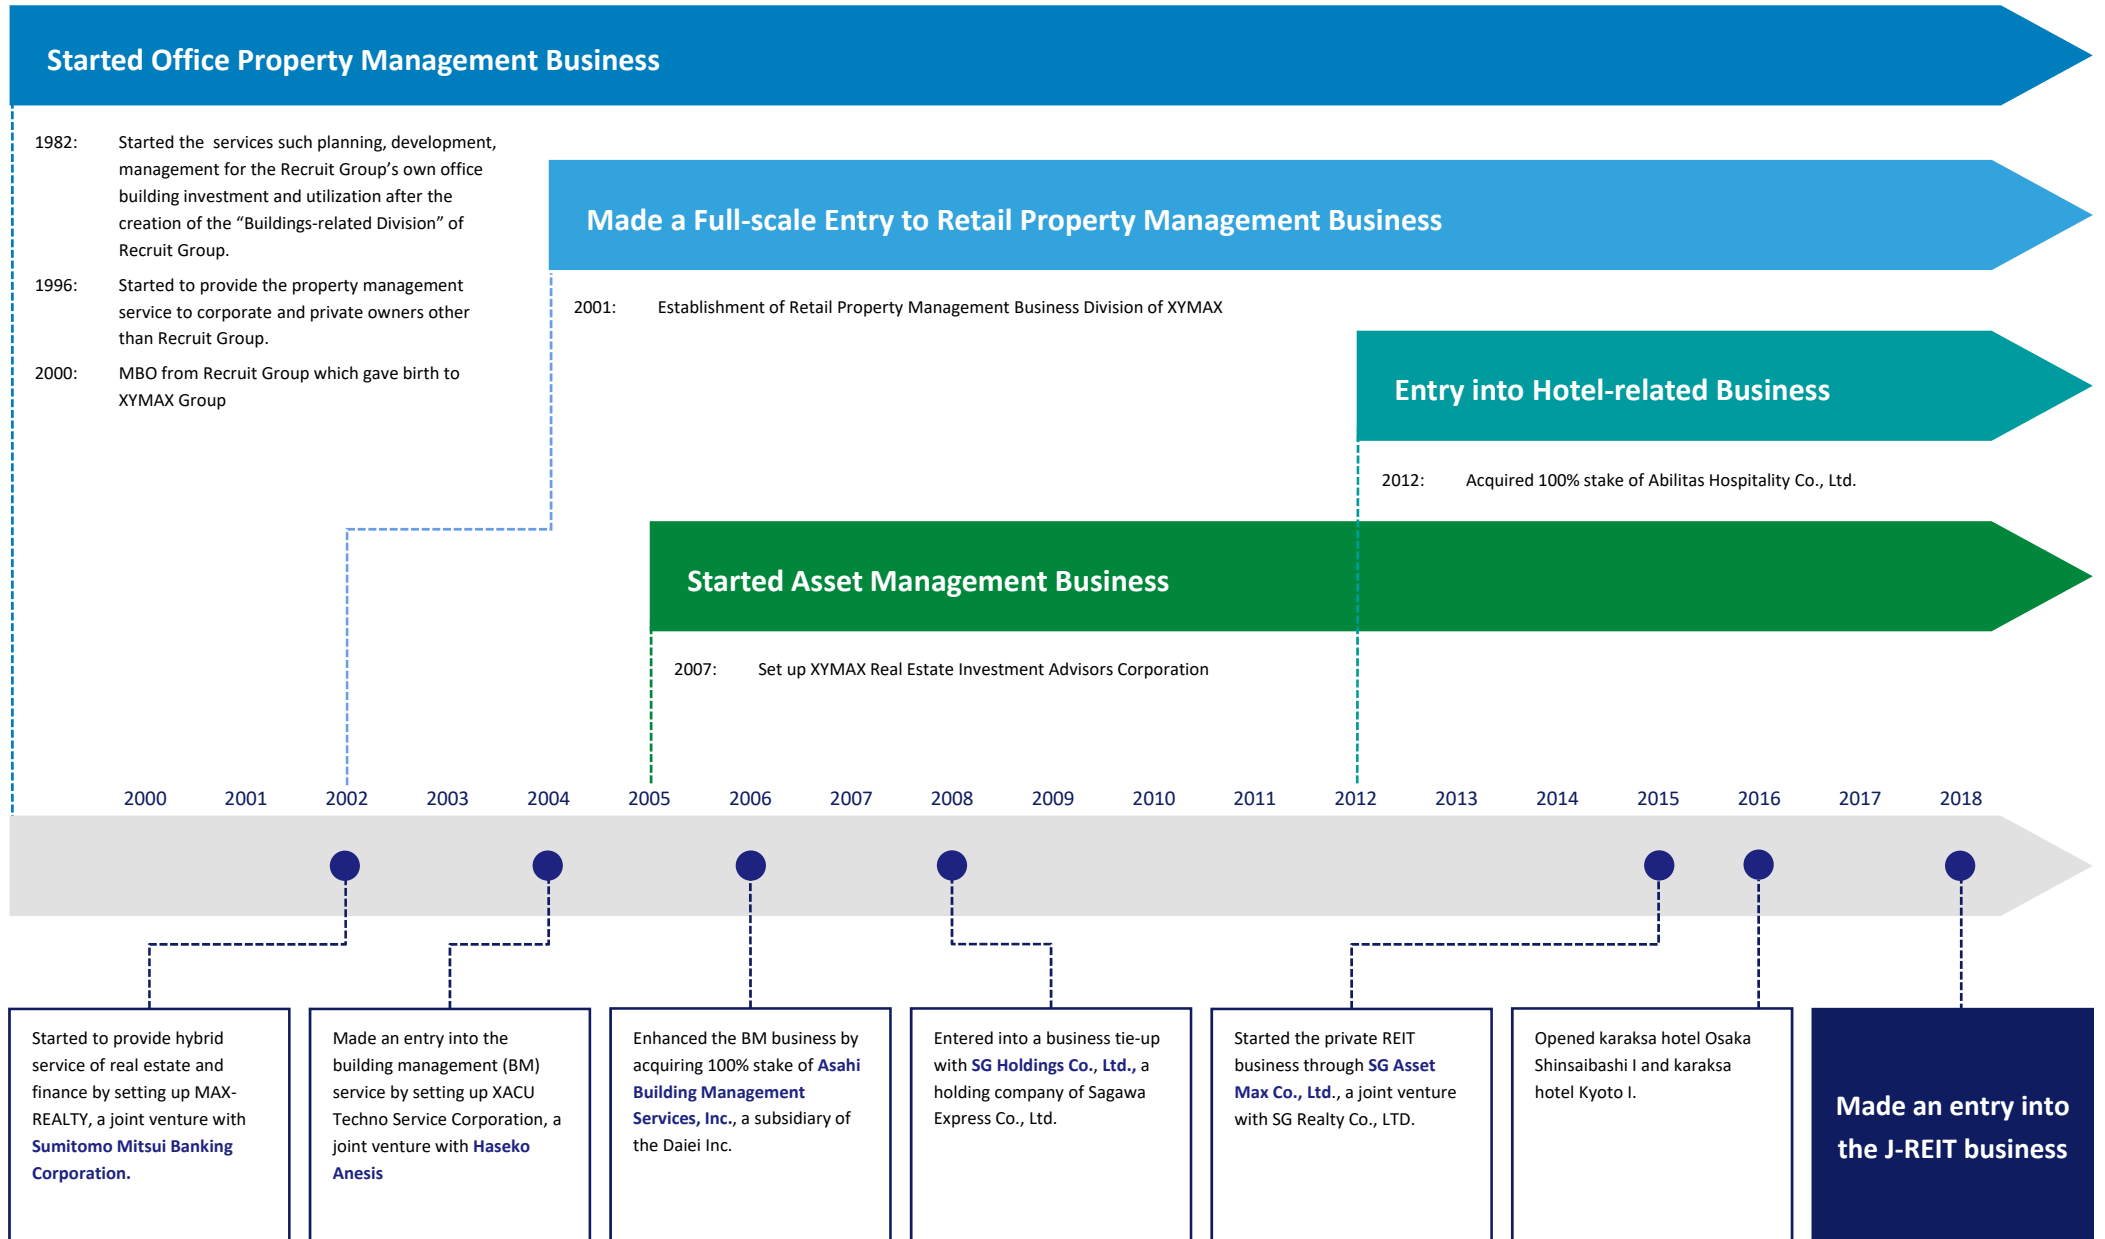 Started Office Property Management Business
1982: Started the services such planning, development,
management for the Recruit Group's own office
building investment and utilization after the
creation of the “Buildings-related Division” of
Recruit Group.
1996: Started to provide the property management
service to corporate and private owners other
than Recruit Group.
2000: MBO from Recruit Group which gave birth to
XYMAX Group
Made a Full-scale Entry to Retail Property Management Business
2001: Establishment of Retail Property Management Business Division of XYMAX
Entry into Hotel-related Business
2012: Acquired 100% stake of Abilitas Hospitality Co., Ltd.
Started Asset Management Business
2007: Set up XYMAX Real Estate Investment Advisors Corporation
2000 2001 2002 2003 2004 2005 2006 2007 2008 2009 2010 2011 2012 2013 2014 2015 2016 2017 2018
Started to provide hybrid
service of real estate and
finance by setting up MAX-
REALTY, a joint venture with
Sumitomo Mitsui Banking
Corporation.
Made an entry into the
building management (BM)
service by setting up XACU
Techno Service Corporation, a
joint venture with Haseko
Anesis
Enhanced the BM business by
acquiring 100% stake of Asahi
Building Management
Services, Inc., a subsidiary of
the Daiei Inc.
Entered into a business tie-up
with SG Holdings Co., Ltd., a
holding company of Sagawa
Express Co., Ltd.
Started the private REIT
business through SG Asset
Max Co., Ltd., a joint venture
with SG Realty Co., LTD.
Opened karaksa hotel Osaka
Shinsaibashi I and karaksa
hotel Kyoto I.
Made an entry into
the J-REIT business